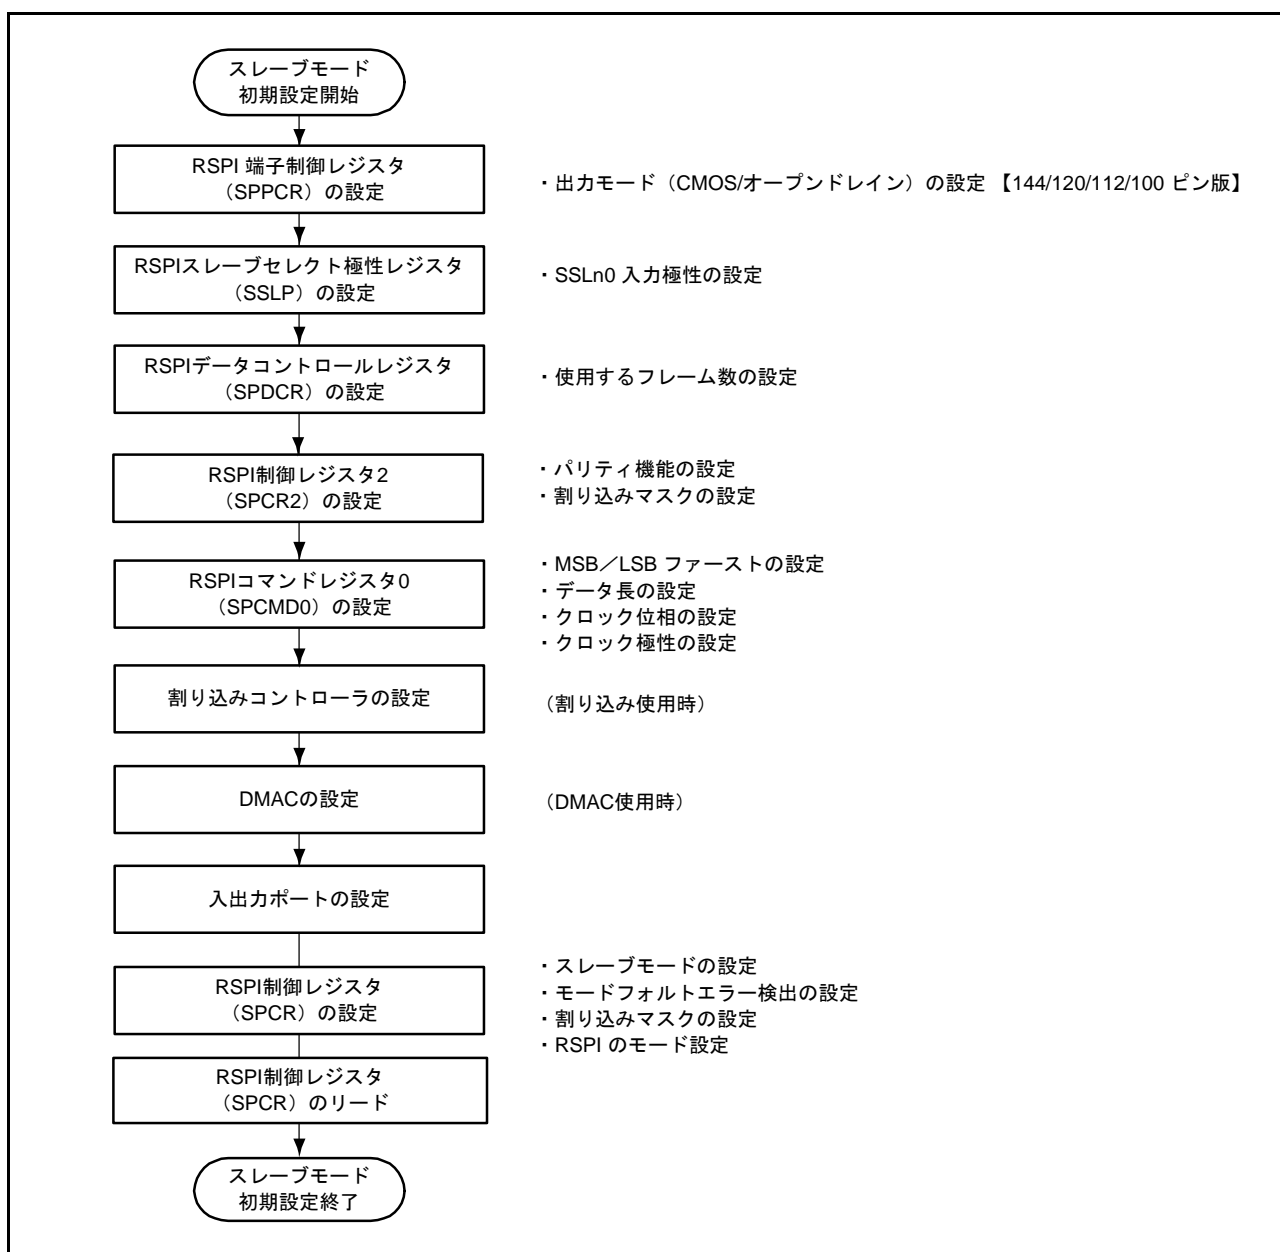 スレーブモード
初期設定開始
RSPI 端子制御レジスタ
（SPPCR）の設定
・出力モード（CMOS/オープンドレイン）の設定 【144/120/112/100 ピン版】
RSPIスレーブセレクト極性レジスタ
（SSLP）の設定
・SSLn0 入力極性の設定
RSPIデータコントロールレジスタ
（SPDCR）の設定
・使用するフレーム数の設定
RSPI制御レジスタ2
（SPCR2）の設定
・パリティ機能の設定
・割り込みマスクの設定
RSPIコマンドレジスタ0
（SPCMD0）の設定
・MSB／LSB ファーストの設定
・データ長の設定
・クロック位相の設定
・クロック極性の設定
割り込みコントローラの設定
（割り込み使用時）
DMACの設定
（DMAC使用時）
入出力ポートの設定
RSPI制御レジスタ
（SPCR）の設定
・スレーブモードの設定
・モードフォルトエラー検出の設定
・割り込みマスクの設定
・RSPI のモード設定
RSPI制御レジスタ
（SPCR）のリード
スレーブモード
初期設定終了